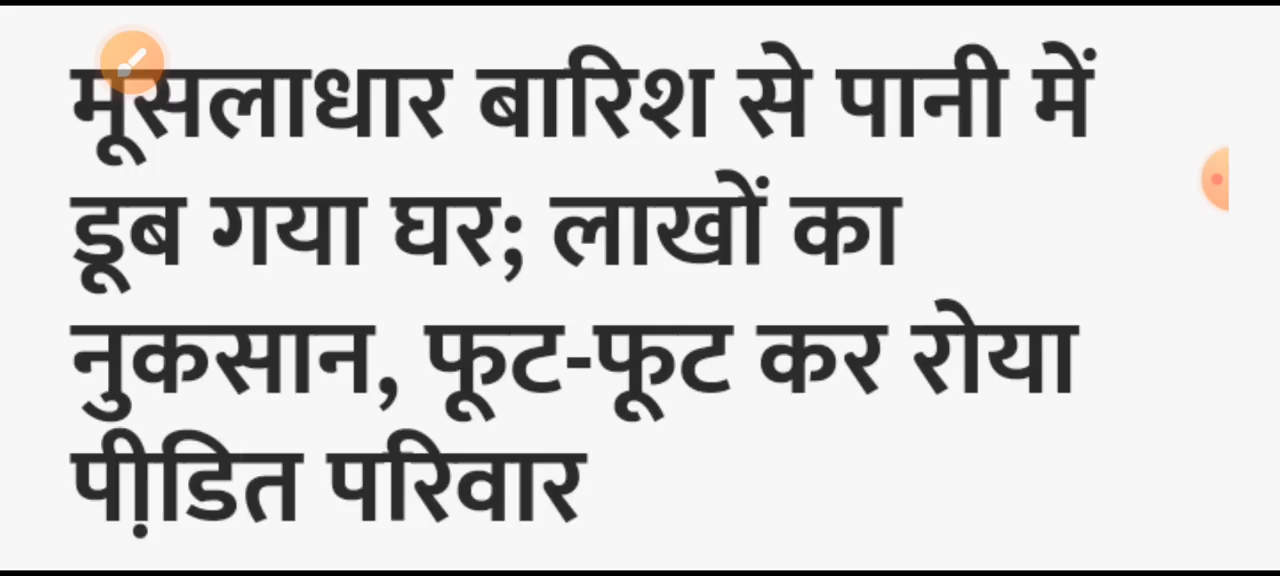 मूसलाधार बारिश से पानी में
डूब गया घर; लाखों का
नुकसान, फूट-फूट कर रोया
पी़डित परिवार